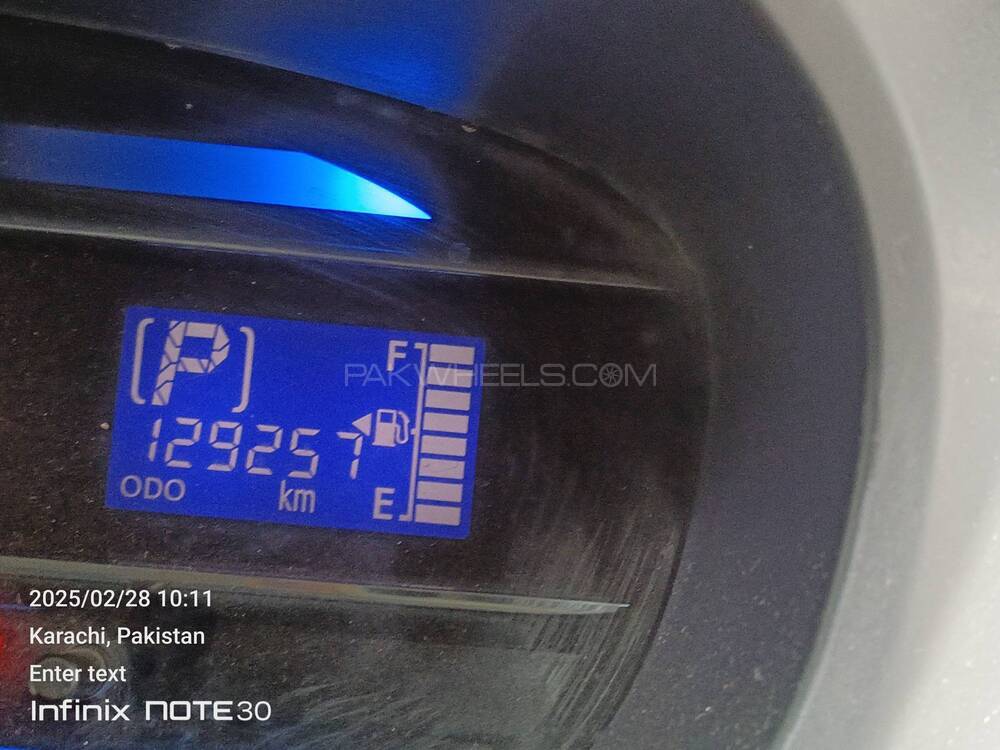 (P)
F
PAKWHEELS.COM
129257
ODO km
E
2025/02/28 10:11
Karachi, Pakistan
Enter text
Infinix NOTE30